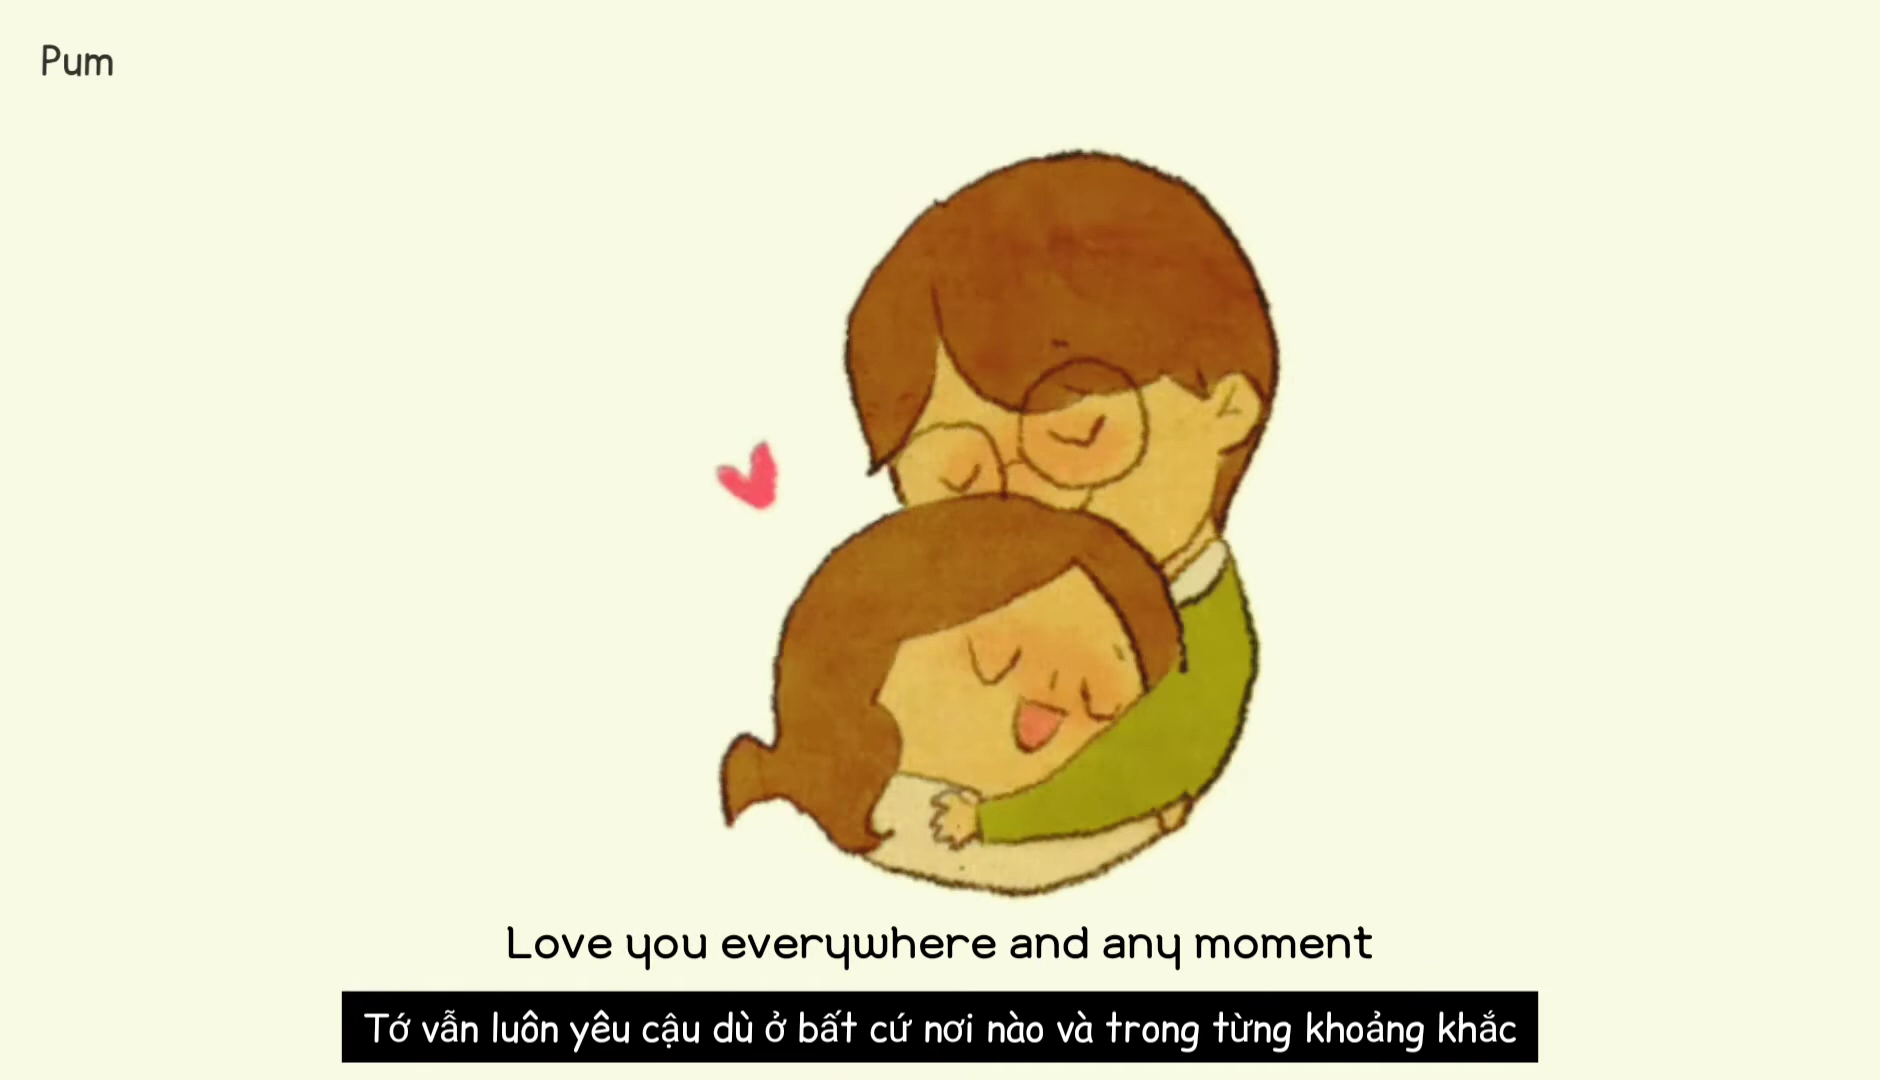 Pum
Love you everywhere and any moment
Tớ vẫn luôn yêu cậu dù ở bất cứ nơi nào và trong từng khoảng khắc